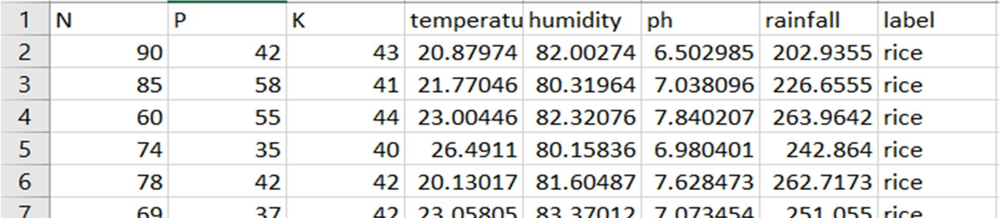 1 N P K temperatu humidity ph rainfall label
2 90 42 43 20.87974 82.00274 6.502985 202.9355 rice
3 85 58 41 21.77046 80.31964 7.038096 226.6555 rice
4 60 55 44 23.00446 82.32076 7.840207 263.9642 rice
5 74 35 40 26.4911 80.15836 6.980401 242.864 rice
6 78 42 42 20.13017 81.60487 7.628473 262.7173 rice
7 69 37 42 23.05805 83.37012 7.073454 251.055 rice